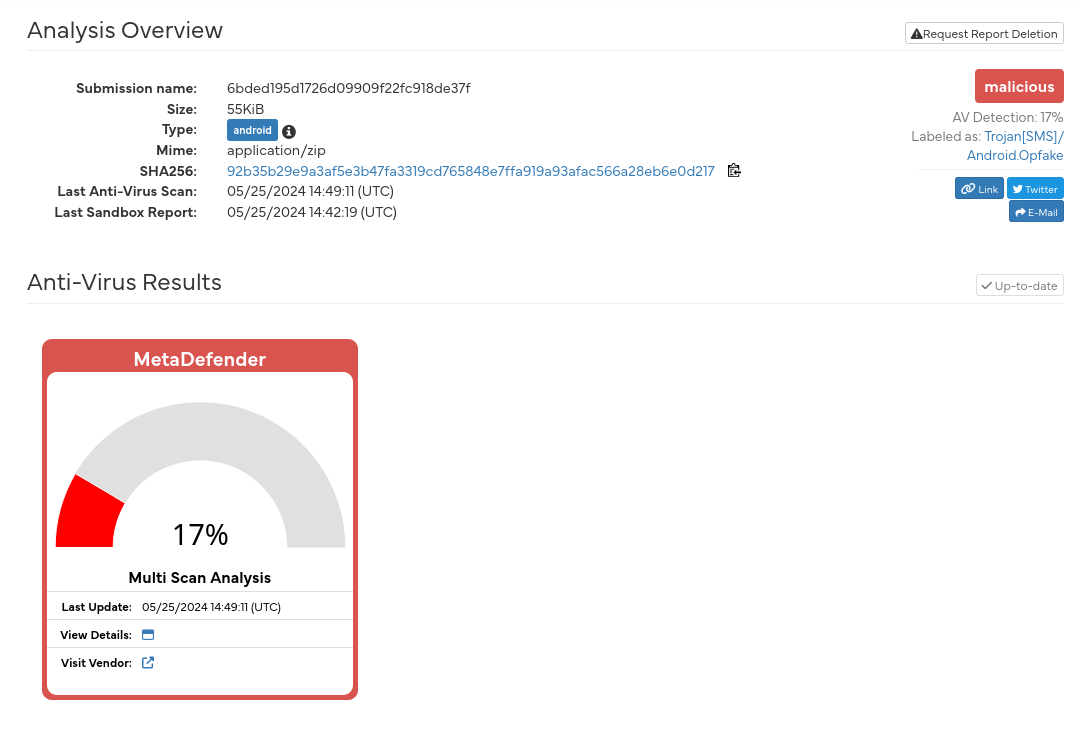 Analysis Overview
Request Report Deletion
Submission name: 6bded195d1726d09909f22fc918de37f
Size: 55KiB
Type: android
Mime: application/zip
SHA256: 92b35b29e9a3af5e3b47fa3319cd765848e7ffa919a93afac566a28eb6e0d217
Last Anti-Virus Scan: 05/25/2024 14:49:11 (UTC)
Last Sandbox Report: 05/25/2024 14:42:19 (UTC)
malicious
AV Detection: 17%
Labeled as: Trojan[SMS]/
Android.Opfake
Link
Twitter
E-Mail
Anti-Virus Results
Up-to-date
MetaDefender
17%
Multi Scan Analysis
Last Update: 05/25/2024 14:49:11 (UTC)
View Details:
Visit Vendor: